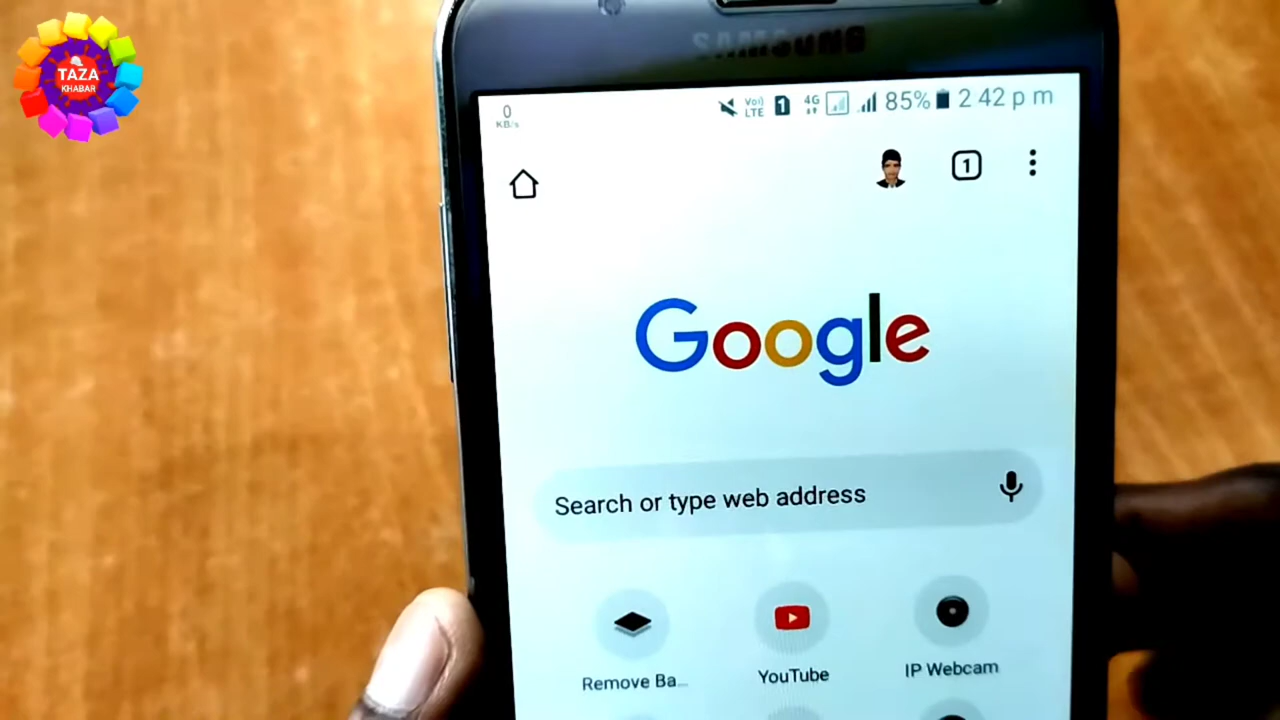 TAZA
KHABAR
SAMSUNG
0
KB/s
Vo))
LTE
1
4G
85%
2 42 p m
1
Google
Search or type web address
Remove Ba...
YouTube
IP Webcam